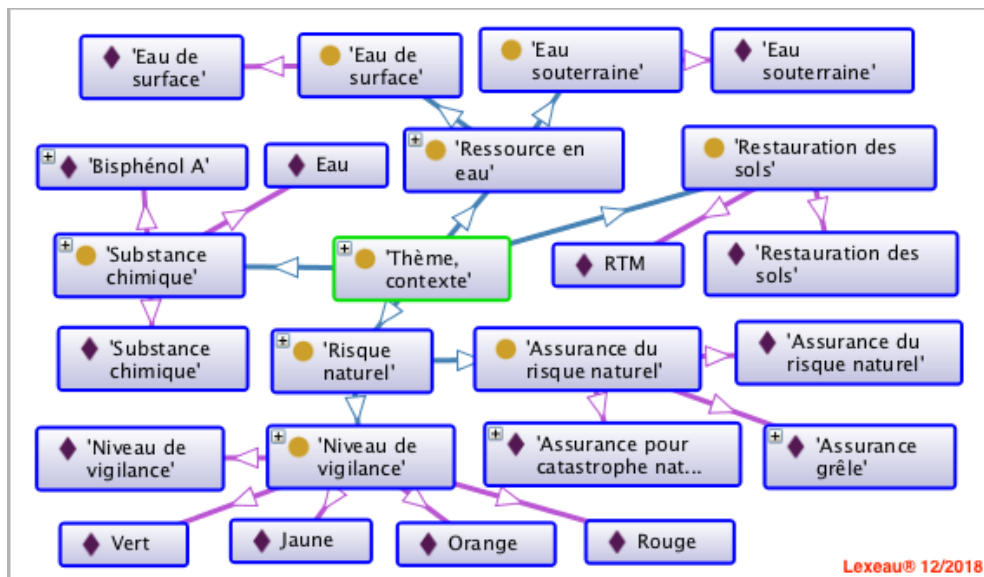 'Eau de
surface'
'Eau de
surface'
'Eau
souterraine'
'Eau
souterraine'
'Bisphénol A'
Eau
'Ressource en
eau'
'Restauration des
sols'
'Substance
chimique'
'Thème,
contexte'
RTM
'Restauration des
sols'
'Substance
chimique'
'Risque
naturel'
'Assurance du
risque naturel'
'Assurance du
risque naturel'
'Niveau de
vigilance'
'Niveau de
vigilance'
'Assurance pour
catastrophe nat...
'Assurance
grêle'
Vert
Jaune
Orange
Rouge
Lexeau® 12/2018